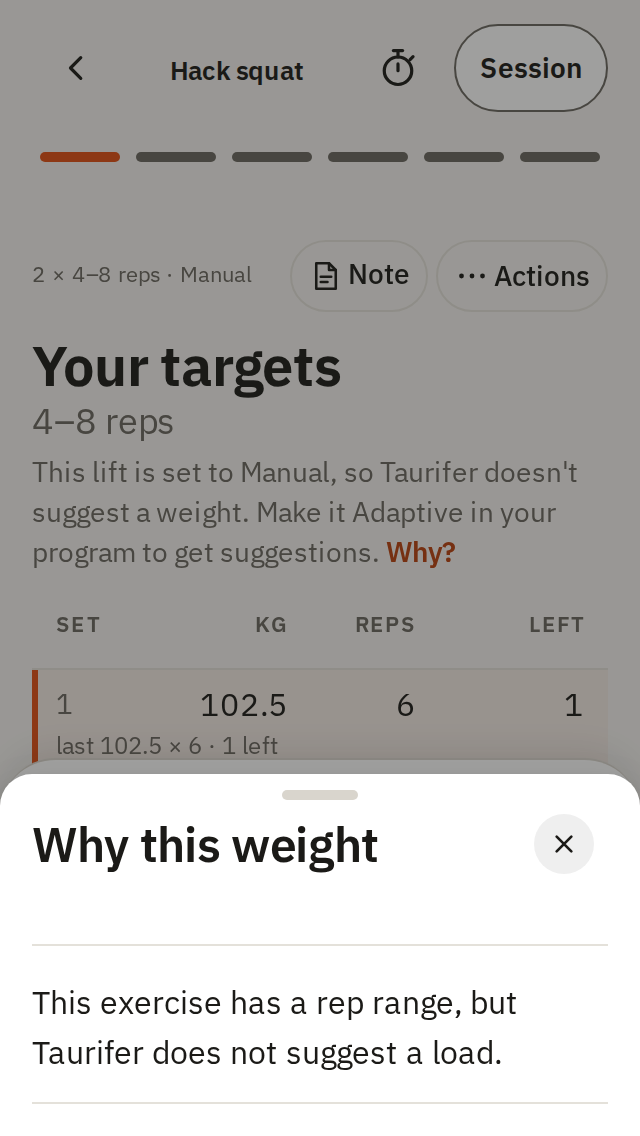 Hack squat
Session
2 × 4–8 reps · Manual
Note
Actions
Your targets
4–8 reps
This lift is set to Manual, so Taurifer doesn't
suggest a weight. Make it Adaptive in your
program to get suggestions. Why?
SET KG REPS LEFT
1 102.5 6 1
last 102.5 × 6 · 1 left
Why this weight
This exercise has a rep range, but
Taurifer does not suggest a load.